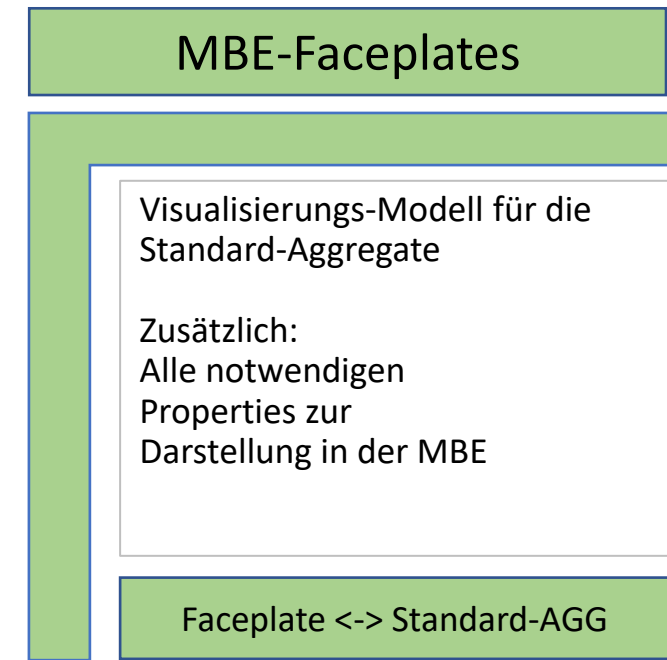 MBE-Faceplates
Visualisierungs-Modell für die
Standard-Aggregate
Zusätzlich:
Alle notwendigen
Properties zur
Darstellung in der MBE
Faceplate <-> Standard-AGG